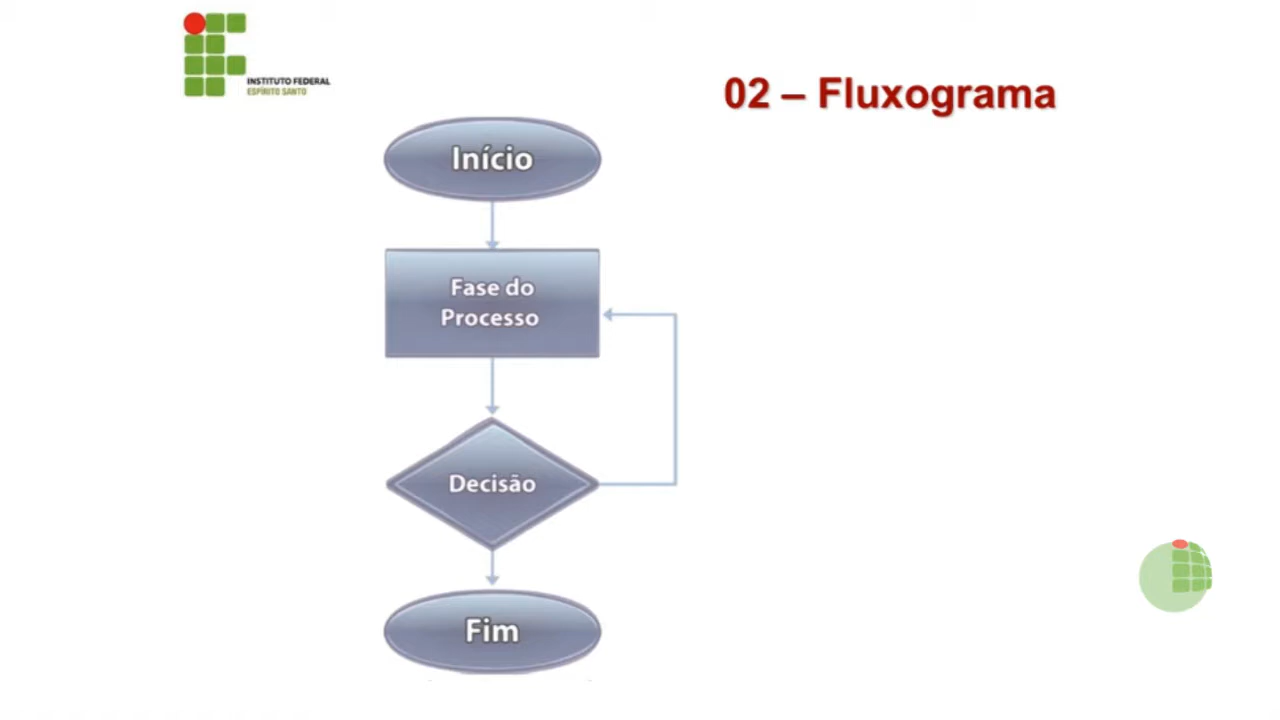 INSTITUTO FEDERAL
ESPÍRITO SANTO
02 – Fluxograma
Início
Fase do
Processo
Decisão
Fim